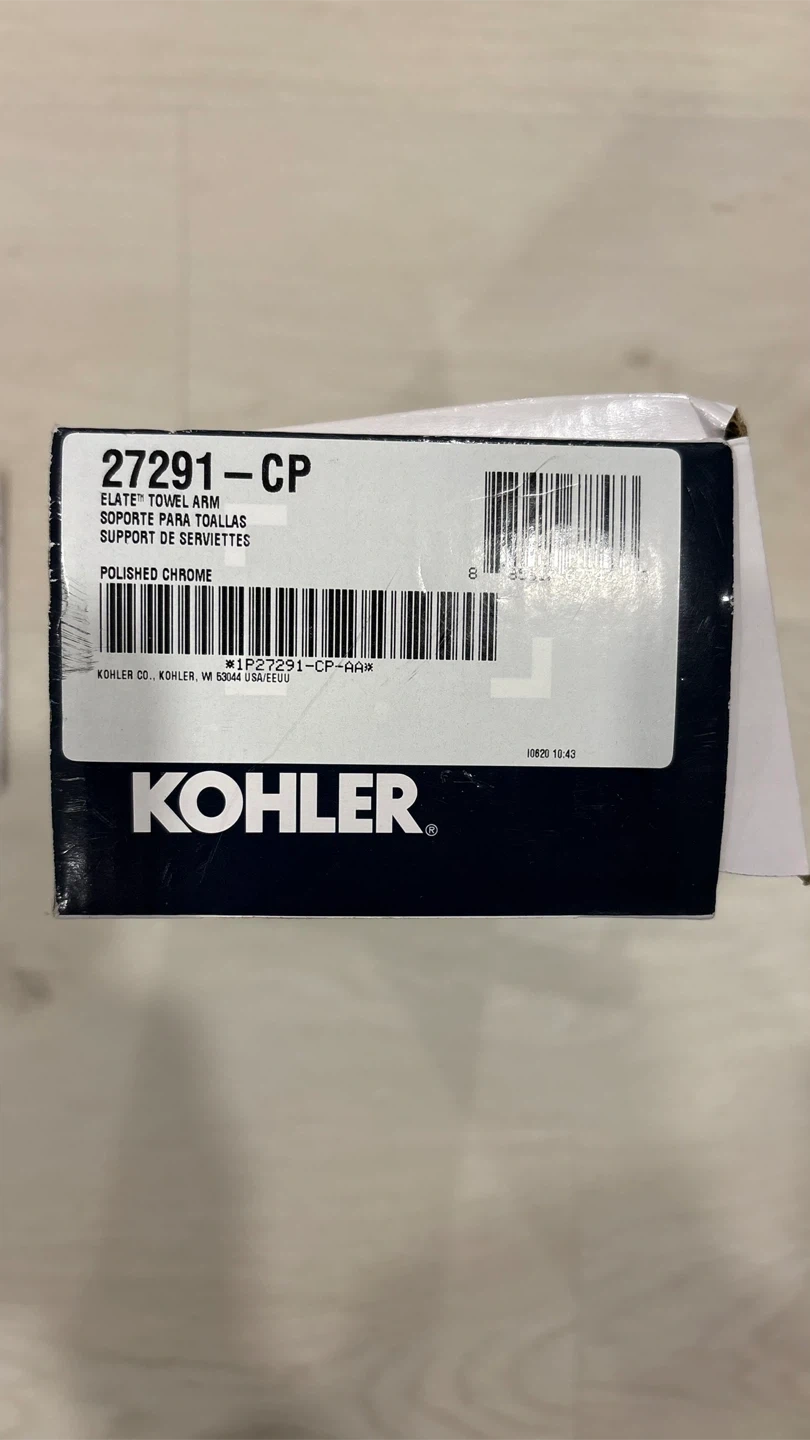 27291-CP
ELATE™ TOWEL ARM
SOPORTE PARA TOALLAS
SUPPORT DE SERVIETTES
POLISHED CHROME
8
*1P27291-CP-AA*
KOHLER CO., KOHLER, WI 53044 USA/EEUU
I0620 10:43
KOHLER®